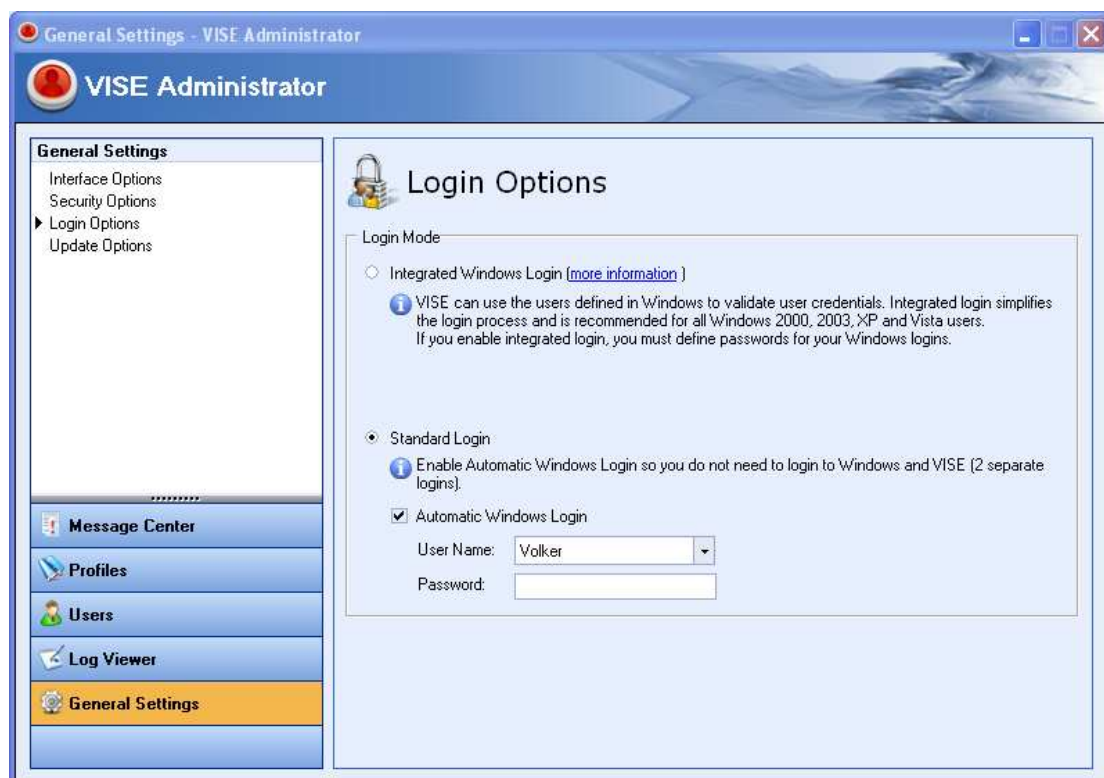 General Settings - VISE Administrator
VISE Administrator
General Settings
Interface Options
Security Options
Login Options
Update Options
Message Center
Profiles
Users
Log Viewer
General Settings
Login Options
Login Mode
Integrated Windows Login (more information )
VISE can use the users defined in Windows to validate user credentials. Integrated login simplifies
the login process and is recommended for all Windows 2000, 2003, XP and Vista users.
If you enable integrated login, you must define passwords for your Windows logins.
Standard Login
Enable Automatic Windows Login so you do not need to login to Windows and VISE (2 separate
logins).
Automatic Windows Login
User Name: Volker
Password: